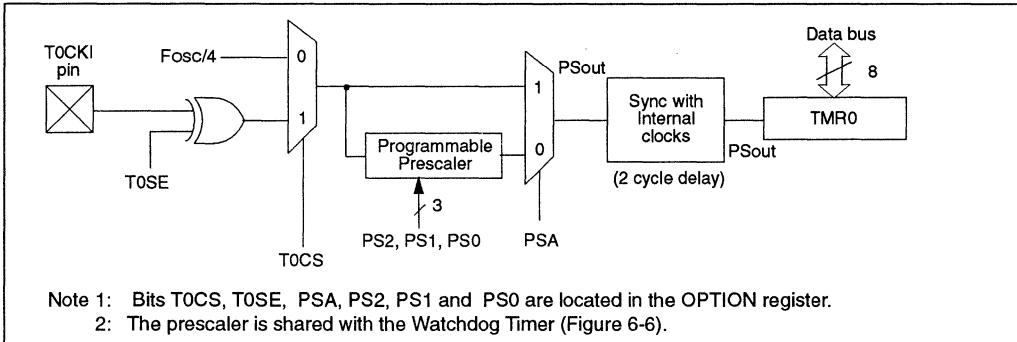 Data bus
8
T0CKI
pin
Fosc/4
0
1
T0SE
T0CS
Programmable
Prescaler
3
PS2, PS1, PS0
1
0
PSA
PSout
Sync with
Internal
clocks
(2 cycle delay)
PSout
TMR0
Note 1: Bits T0CS, T0SE, PSA, PS2, PS1 and PS0 are located in the OPTION register.
2: The prescaler is shared with the Watchdog Timer (Figure 6-6).